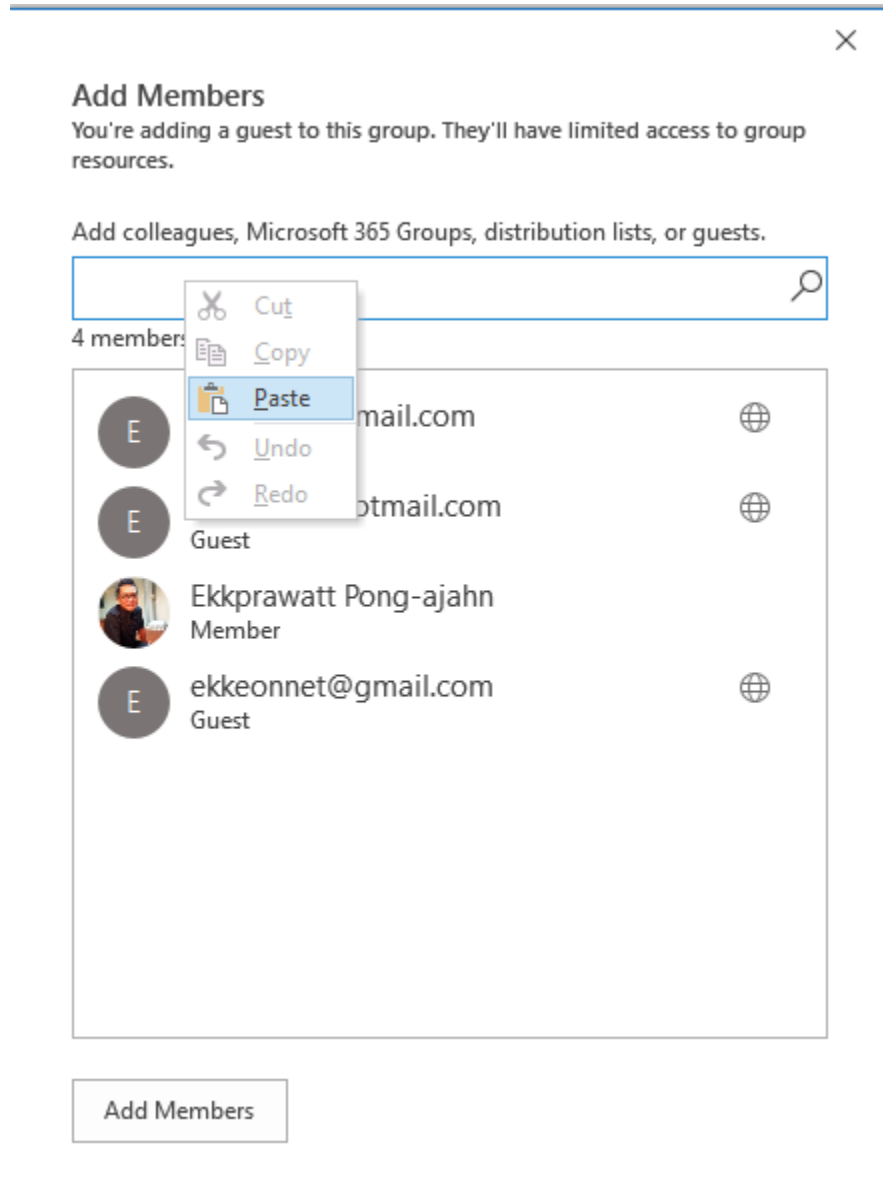 Add Members
You're adding a guest to this group. They'll have limited access to group
resources.
Add colleagues, Microsoft 365 Groups, distribution lists, or guests.
Cut
4 members
Copy
Paste
E
mail.com
Undo
Redo
E
otmail.com
Guest
Ekkprawatt Pong-ajahn
Member
E
ekkeonnet@gmail.com
Guest
Add Members